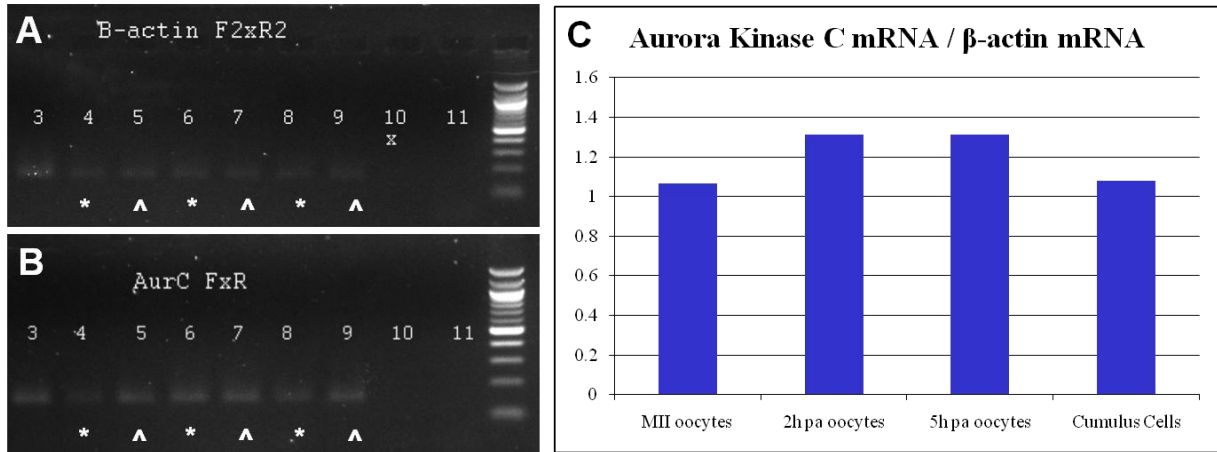 A
B-actin F2xR2
3 4 5 6 7 8 9 10 11
x
* ^ * ^ * ^
B
AurC FxR
3 4 5 6 7 8 9 10 11
* ^ * ^ * ^
C
Aurora Kinase C mRNA / β-actin mRNA
1.6
1.4
1.2
1
0.8
0.6
0.4
0.2
0
MII oocytes 2h pa oocytes 5h pa oocytes Cumulus Cells